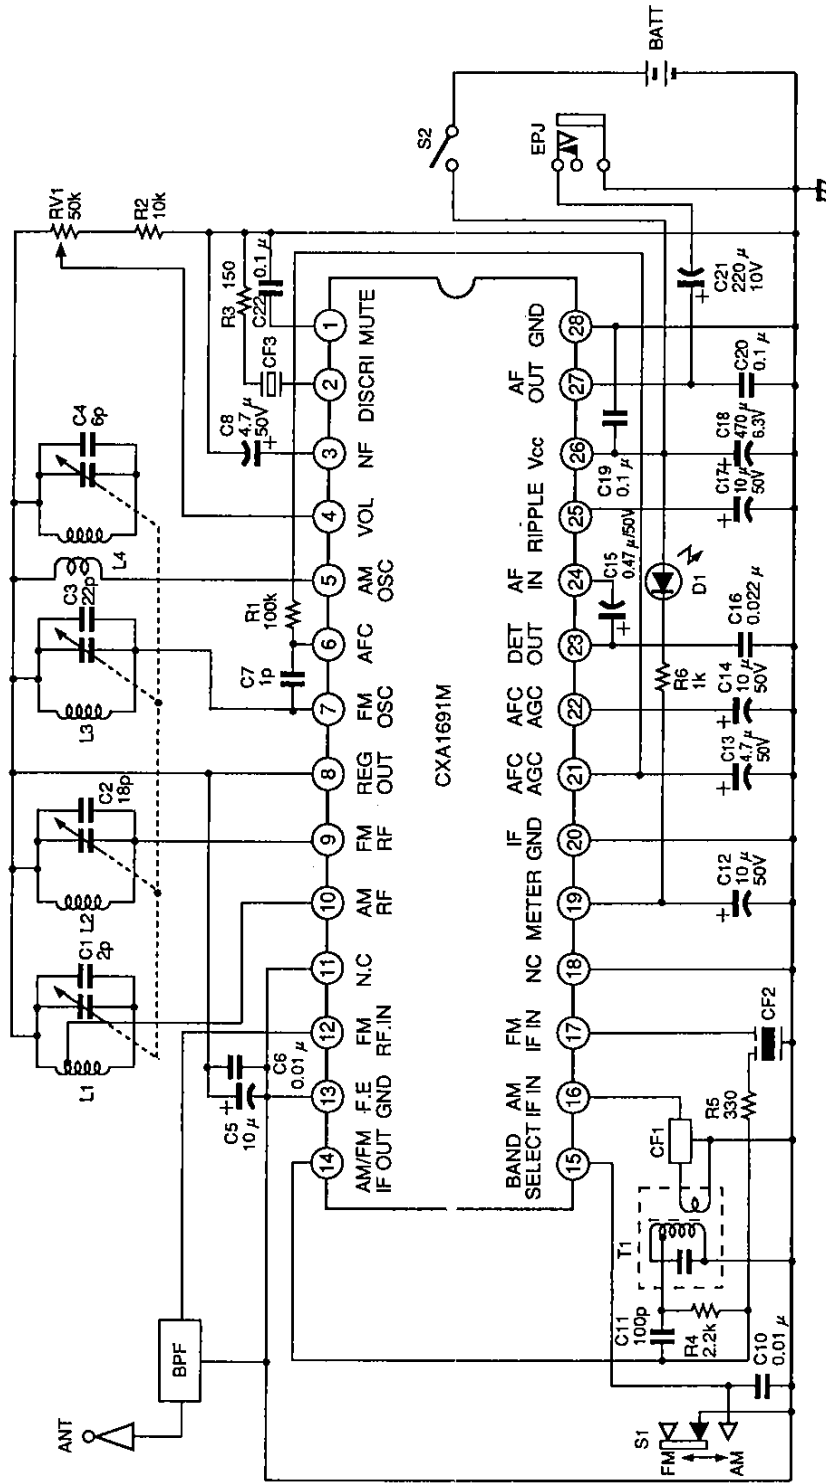 ANT
BPF
L1
C1
2p
L2
C2
18p
L3
C3
22p
L4
C4
6p
RV1
50k
R2
10k
C5
10 μ
C6
0.01 μ
C7
1p
R1
100k
C8
4.7 μ
50V
CF3
R3
150
C22
0.1 μ
14
13
12
11
10
9
8
7
6
5
4
3
2
1
AM/FM
IF OUT
F.E
GND
FM
RF.IN
N.C
AM
RF
FM
RF
REG
OUT
FM
OSC
AFC
AM
OSC
VOL
NF
DISCRI
MUTE
CXA1691M
BAND
SELECT
AM
IF IN
FM
IF IN
NC
METER
IF
GND
AFC
AGC
AFC
AGC
DET
OUT
AF
IN
RIPPLE
Vcc
AF
OUT
GND
15
16
17
18
19
20
21
22
23
24
25
26
27
28
S1
FM
AM
C10
0.01 μ
C11
100p
R4
2.2k
T1
CF1
R5
330
CF2
C12
10 μ
50V
C13
4.7 μ
50V
C14
10 μ
50V
R6
1k
C15
0.47 μ/50V
C16
0.022 μ
D1
C19
0.1 μ
C17
10 μ
50V
C18
470 μ
6.3V
C20
0.1 μ
C21
220 μ
10V
S2
EPJ
BATT